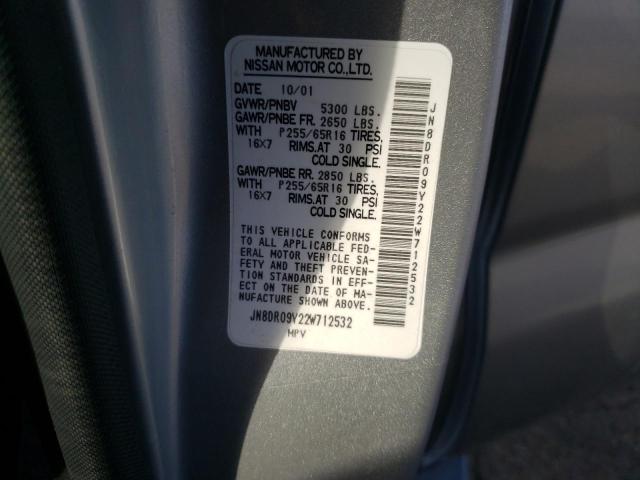 MANUFACTURED BY
NISSAN MOTOR CO.,LTD.
DATE 10/01
GVWR/PNBV 5300 LBS.
GAWR/PNBE FR. 2650 LBS.
WITH P255/65R16 TIRES,
16X7 RIMS,AT 30 PSI
COLD SINGLE.
GAWR/PNBE RR. 2850 LBS.
WITH P255/65R16 TIRES,
16X7 RIMS,AT 30 PSI
COLD SINGLE.
THIS VEHICLE CONFORMS
TO ALL APPLICABLE FED-
ERAL MOTOR VEHICLE SA-
FETY AND THEFT PREVEN-
TION STANDARDS IN EFF-
ECT ON THE DATE OF MA-
NUFACTURE SHOWN ABOVE.
JN8DR09Y22W712532
MPV
JN8DR09Y22W712532